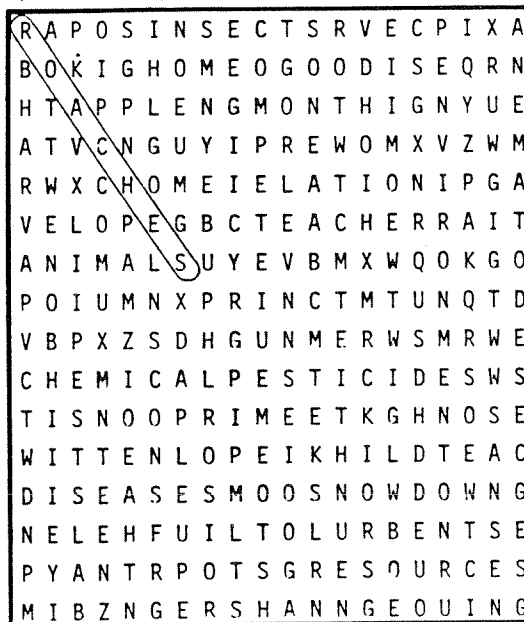 R A P O S I N S E C T S R V E C P I X A
B O K I G H O M E O G O O D I S E Q R N
H T A P P L E N G M O N T H I G N Y U E
A T V C N G U Y I P R E W O M X V Z W M
R W X C H O M E I E L A T I O N I P G A
V E L O P E G B C T E A C H E R R A I T
A N I M A L S U Y E V B M X W Q O K G O
P O I U M N X P R I N C T M T U N Q T D
V B P X Z S D H G U N M E R W S M R W E
C H E M I C A L P E S T I C I D E S W S
T I S N O O P R I M E E T K G H N O S E
W I T T E N L O P E I K H I L D T E A C
D I S E A S E S M O O S N O W D O W N G
N E L E H F U I L T O L U R B E N T S E
P Y A N T R P O T S G R E S O U R C E S
M I B Z N G E R S H A N N G E O U I N G